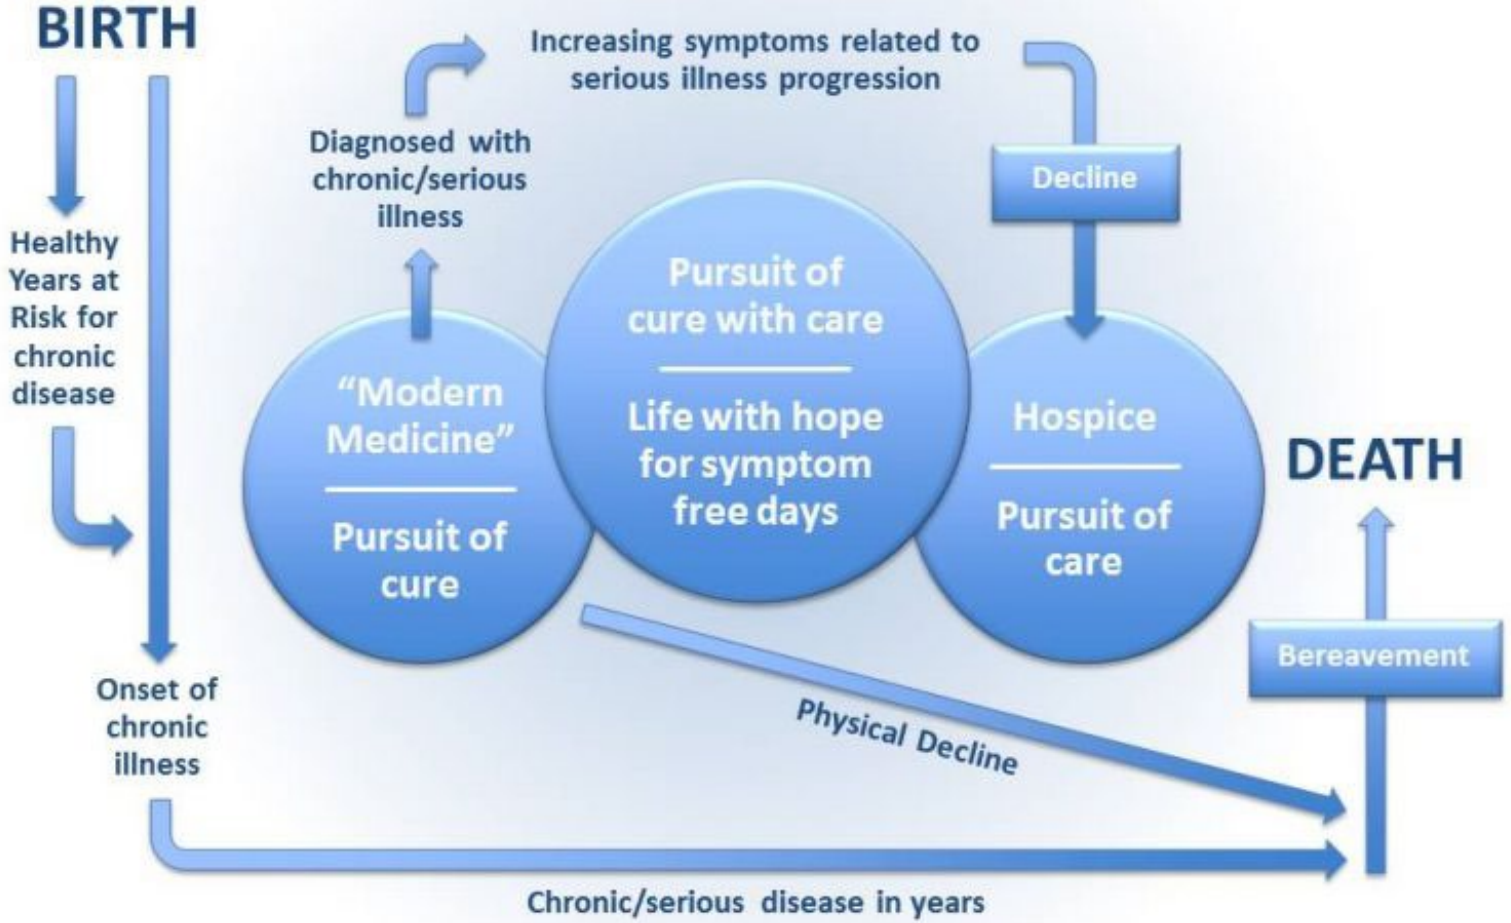 BIRTH
Healthy
Years at
Risk for
chronic
disease
Onset of
chronic
illness
Diagnosed with
chronic/serious
illness
Increasing symptoms related to
serious illness progression
Decline
“Modern
Medicine”
Pursuit of
cure
Pursuit of
cure with care
Life with hope
for symptom
free days
Hospice
Pursuit of
care
DEATH
Bereavement
Physical Decline
Chronic/serious disease in years